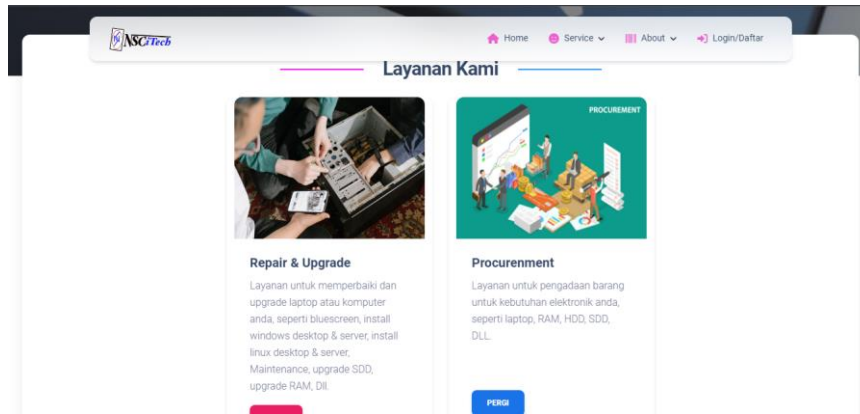 NSCiTech
Home Service About Login/Daftar
Layanan Kami
PROCUREMENT
Repair & Upgrade
Layanan untuk memperbaiki dan
upgrade laptop atau komputer
anda, seperti bluescreen, install
windows desktop & server, install
linux desktop & server,
Maintenance, upgrade SDD,
upgrade RAM, Dll.
Procurenment
Layanan untuk pengadaan barang
untuk kebutuhan elektronik anda,
seperti laptop, RAM, HDD, SDD,
DLL.
PERGI